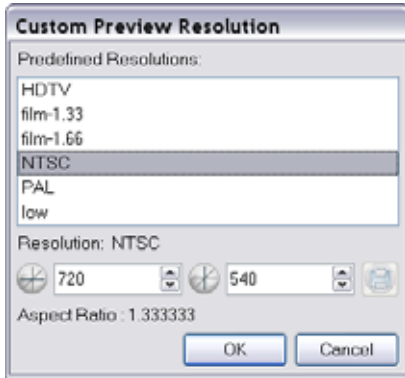 Custom Preview Resolution
Predefined Resolutions:
HDTV
film-1.33
film-1.66
NTSC
PAL
low
Resolution: NTSC
720 540
Aspect Ratio : 1.333333
OK Cancel